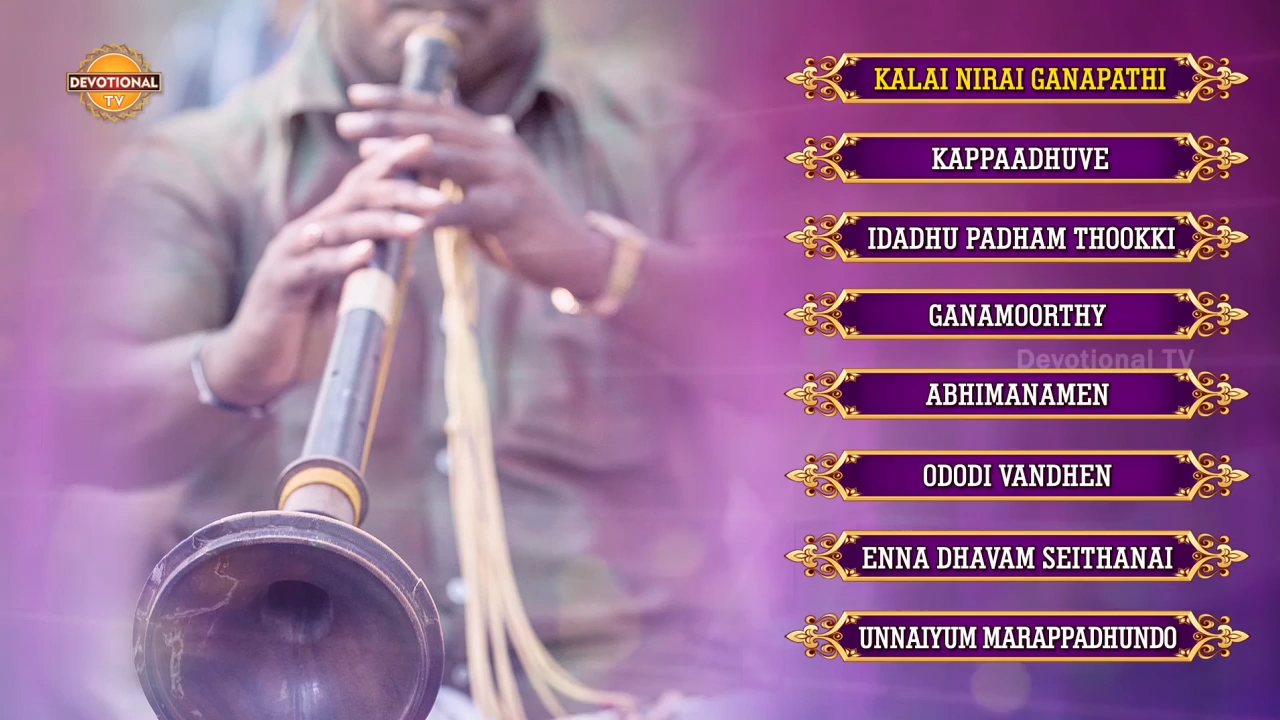 DEVOTIONAL
TV
KALAI NIRAI GANAPATHI
KAPPAADHUVE
IDADHU PADHAM THOOKKI
GANAMOORTHY
Devotional TV
ABHIMANAMEN
ODODI VANDHEN
ENNA DHAVAM SEITHANAI
UNNAIYUM MARAPPADHUNDO